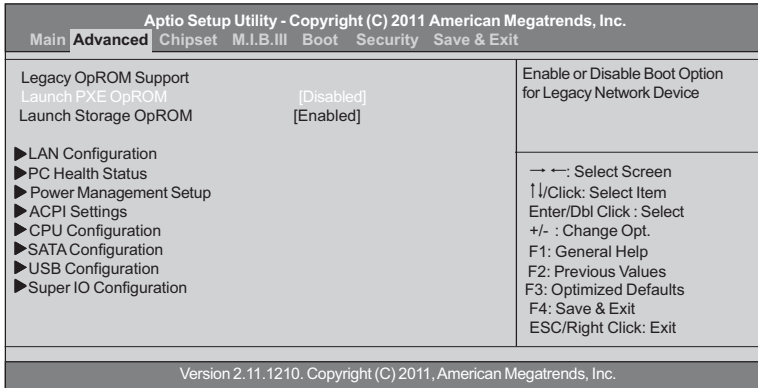 Aptio Setup Utility - Copyright (C) 2011 American Megatrends, Inc.
Main Advanced Chipset M.I.B.III Boot Security Save & Exit
Legacy OpROM Support
Launch PXE OpROM [Disabled]
Launch Storage OpROM [Enabled]
▶LAN Configuration
▶PC Health Status
▶Power Management Setup
▶ACPI Settings
▶CPU Configuration
▶SATA Configuration
▶USB Configuration
▶Super IO Configuration
Enable or Disable Boot Option
for Legacy Network Device
→ ←: Select Screen
↑↓/Click: Select Item
Enter/Dbl Click : Select
+/- : Change Opt.
F1: General Help
F2: Previous Values
F3: Optimized Defaults
F4: Save & Exit
ESC/Right Click: Exit
Version 2.11.1210. Copyright (C) 2011, American Megatrends, Inc.